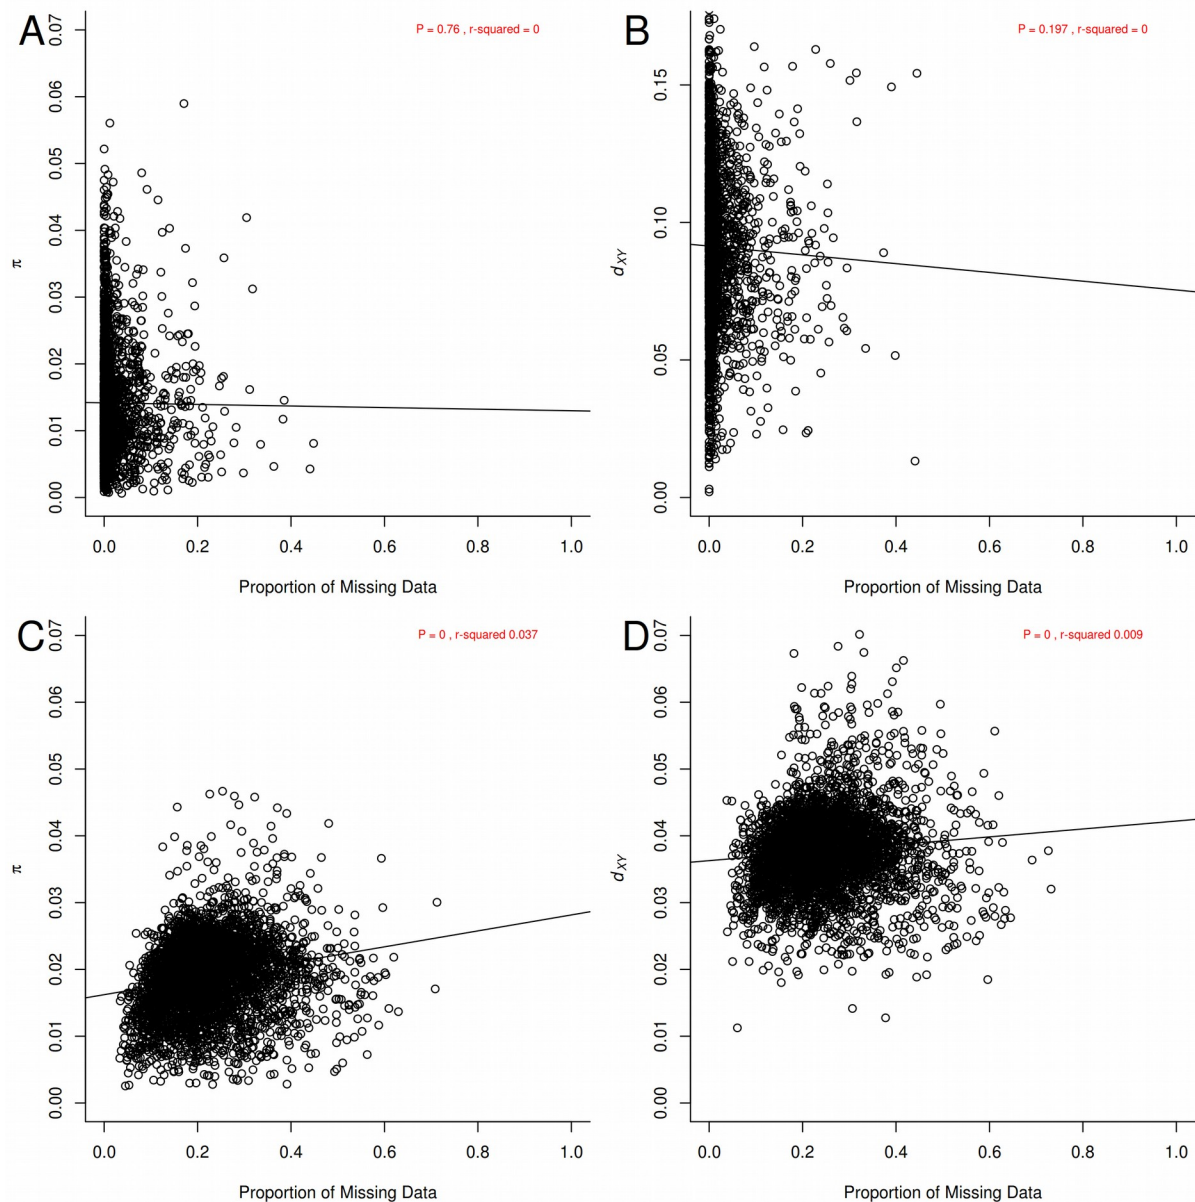 A
P = 0.76 , r-squared = 0
0.07
0.06
0.05
0.04
0.03
0.02
0.01
0.00
π
0.0 0.2 0.4 0.6 0.8 1.0
Proportion of Missing Data
B
P = 0.197 , r-squared = 0
0.15
0.10
0.05
0.00
dXY
0.0 0.2 0.4 0.6 0.8 1.0
Proportion of Missing Data
C
P = 0 , r-squared 0.037
0.07
0.06
0.05
0.04
0.03
0.02
0.01
0.00
π
0.0 0.2 0.4 0.6 0.8 1.0
Proportion of Missing Data
D
P = 0 , r-squared 0.009
0.07
0.06
0.05
0.04
0.03
0.02
0.01
0.00
dXY
0.0 0.2 0.4 0.6 0.8 1.0
Proportion of Missing Data